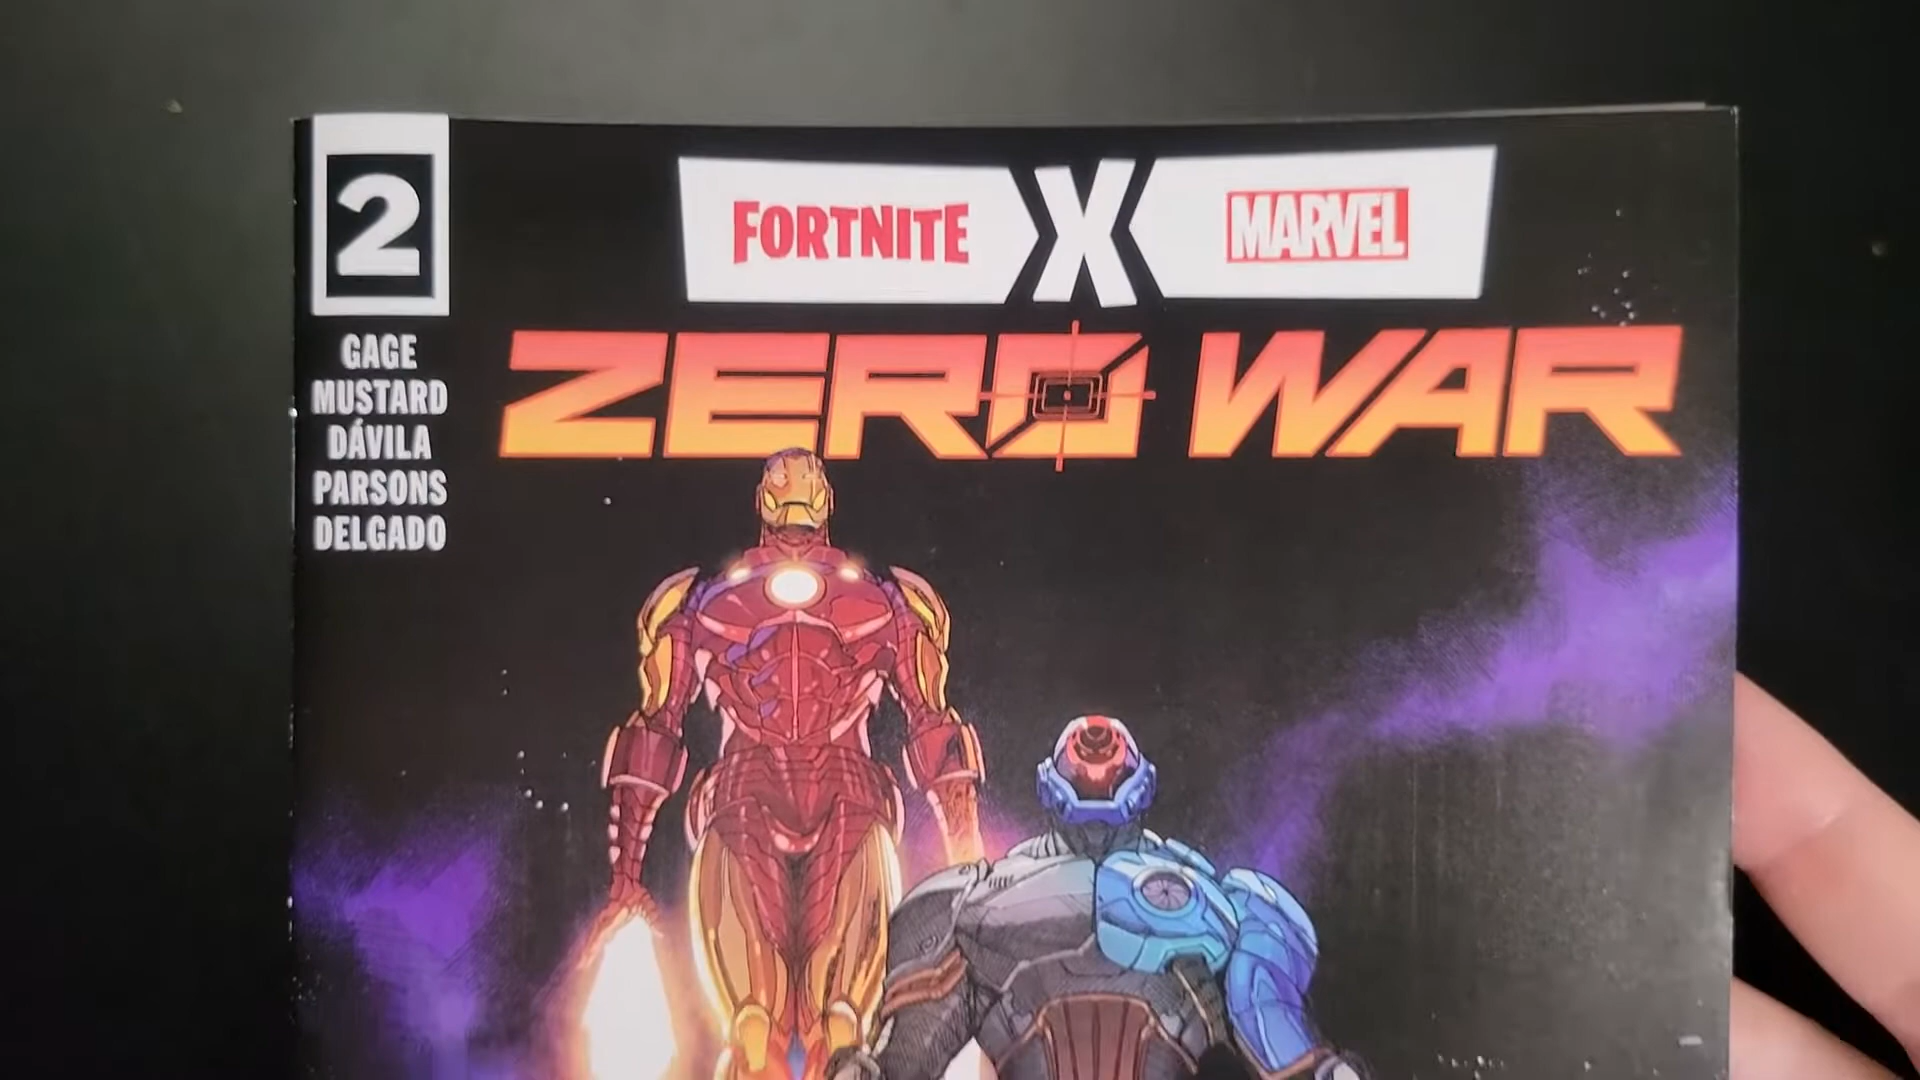 2
FORTNITE X MARVEL
ZERO WAR
GAGE
MUSTARD
DÁVILA
PARSONS
DELGADO